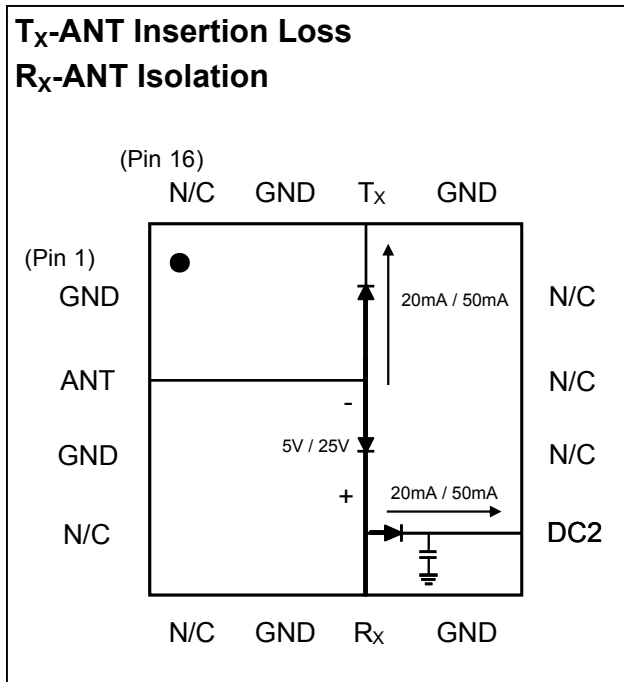 TX-ANT Insertion Loss
RX-ANT Isolation
(Pin 16)
N/C GND TX GND
(Pin 1)
GND 20mA / 50mA N/C
ANT N/C
-
GND 5V / 25V N/C
+ 20mA / 50mA
N/C DC2
N/C GND RX GND